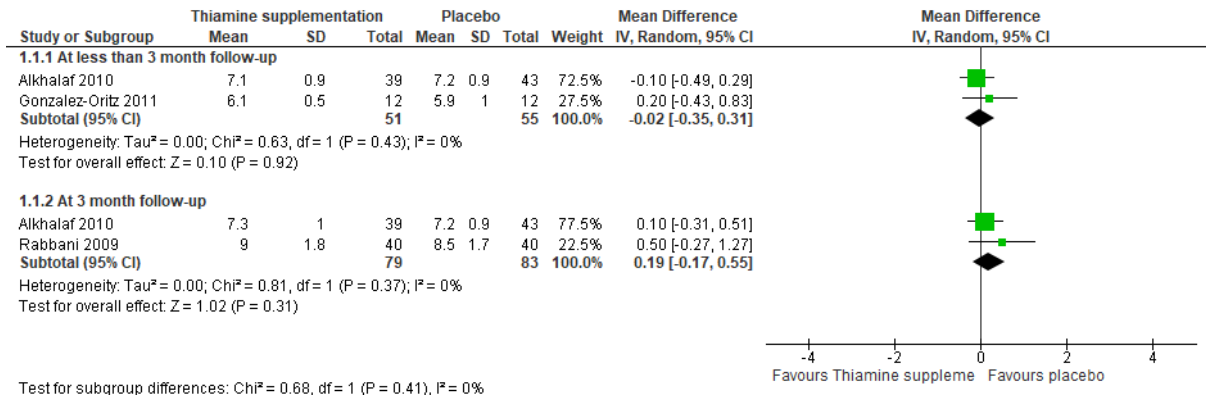 Thiamine supplementation Placebo Mean Difference Mean Difference
Study or Subgroup Mean SD Total Mean SD Total Weight IV, Random, 95% CI IV, Random, 95% CI
1.1.1 At less than 3 month follow-up
Alkhalaf 2010 7.1 0.9 39 7.2 0.9 43 72.5% -0.10 [-0.49, 0.29]
Gonzalez-Oritz 2011 6.1 0.5 12 5.9 1 12 27.5% 0.20 [-0.43, 0.83]
Subtotal (95% CI) 51 55 100.0% -0.02 [-0.35, 0.31]
Heterogeneity: Tau² = 0.00; Chi² = 0.63, df = 1 (P = 0.43); I² = 0%
Test for overall effect: Z = 0.10 (P = 0.92)
1.1.2 At 3 month follow-up
Alkhalaf 2010 7.3 1 39 7.2 0.9 43 77.5% 0.10 [-0.31, 0.51]
Rabbani 2009 9 1.8 40 8.5 1.7 40 22.5% 0.50 [-0.27, 1.27]
Subtotal (95% CI) 79 83 100.0% 0.19 [-0.17, 0.55]
Heterogeneity: Tau² = 0.00; Chi² = 0.81, df = 1 (P = 0.37); I² = 0%
Test for overall effect: Z = 1.02 (P = 0.31)
-4 -2 0 2 4
Favours Thiamine suppleme Favours placebo
Test for subgroup differences: Chi² = 0.68, df = 1 (P = 0.41), I² = 0%